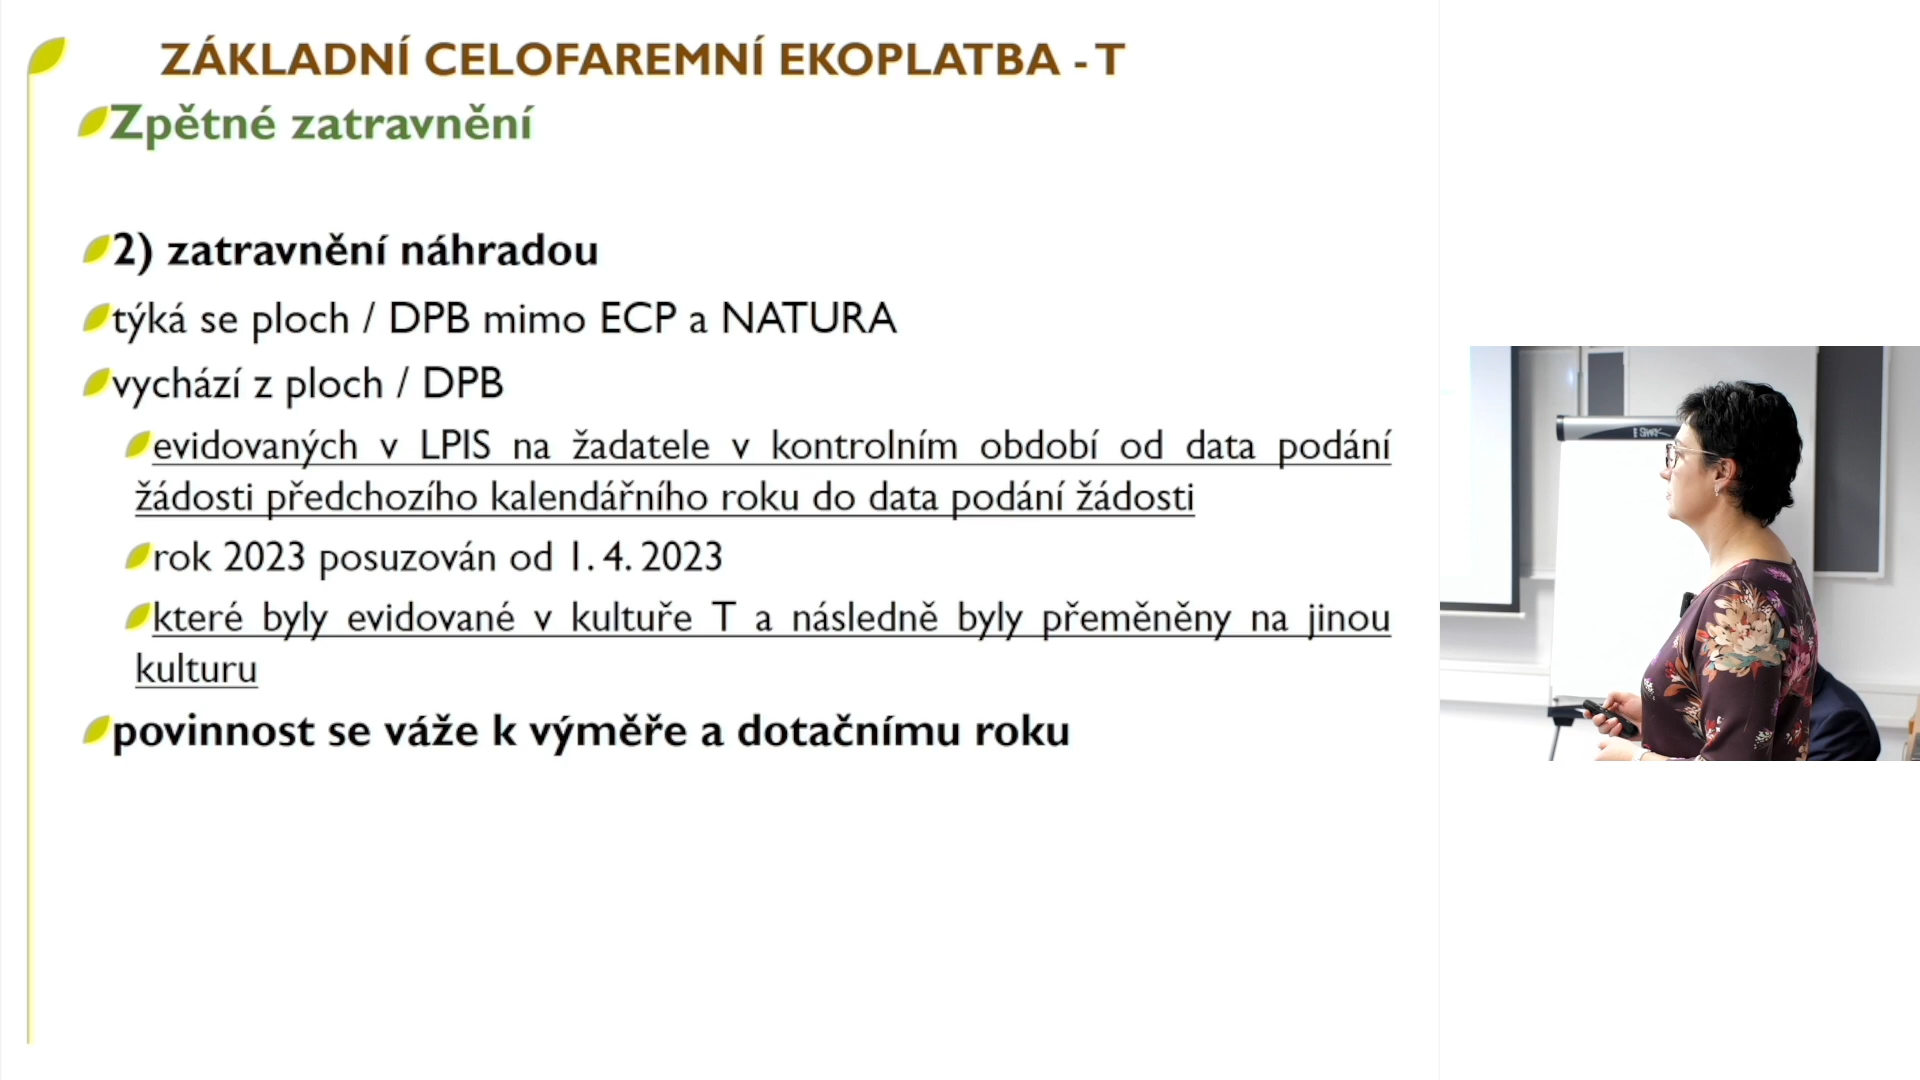 ZÁKLADNÍ CELOFAREMNÍ EKOPLATBA - T
Zpětné zatravnění
2) zatravnění náhradou
týká se ploch / DPB mimo ECP a NATURA
vychází z ploch / DPB
evidovaných v LPIS na žadatele v kontrolním období od data podání
žádosti předchozího kalendářního roku do data podání žádosti
rok 2023 posuzován od 1. 4. 2023
které byly evidované v kultuře T a následně byly přeměněny na jinou
kulturu
povinnost se váže k výměře a dotačnímu roku